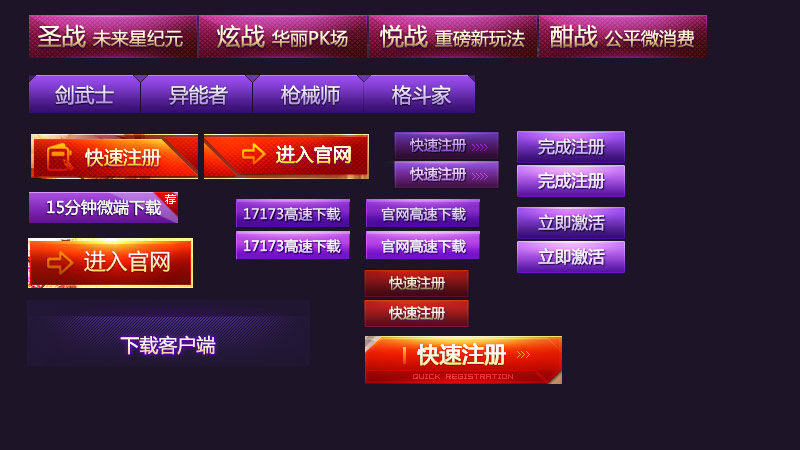 圣战 未来星纪元 炫战 华丽PK场 悦战 重磅新玩法 酣战 公平微消费
剑武士 异能者 枪械师 格斗家
快速注册 进入官网 快速注册 完成注册
快速注册 完成注册
15分钟微端下载 荐
17173高速下载 官网高速下载 立即激活
17173高速下载 官网高速下载 立即激活
进入官网
快速注册
快速注册
下载客户端
快速注册
QUICK REGISTRATION